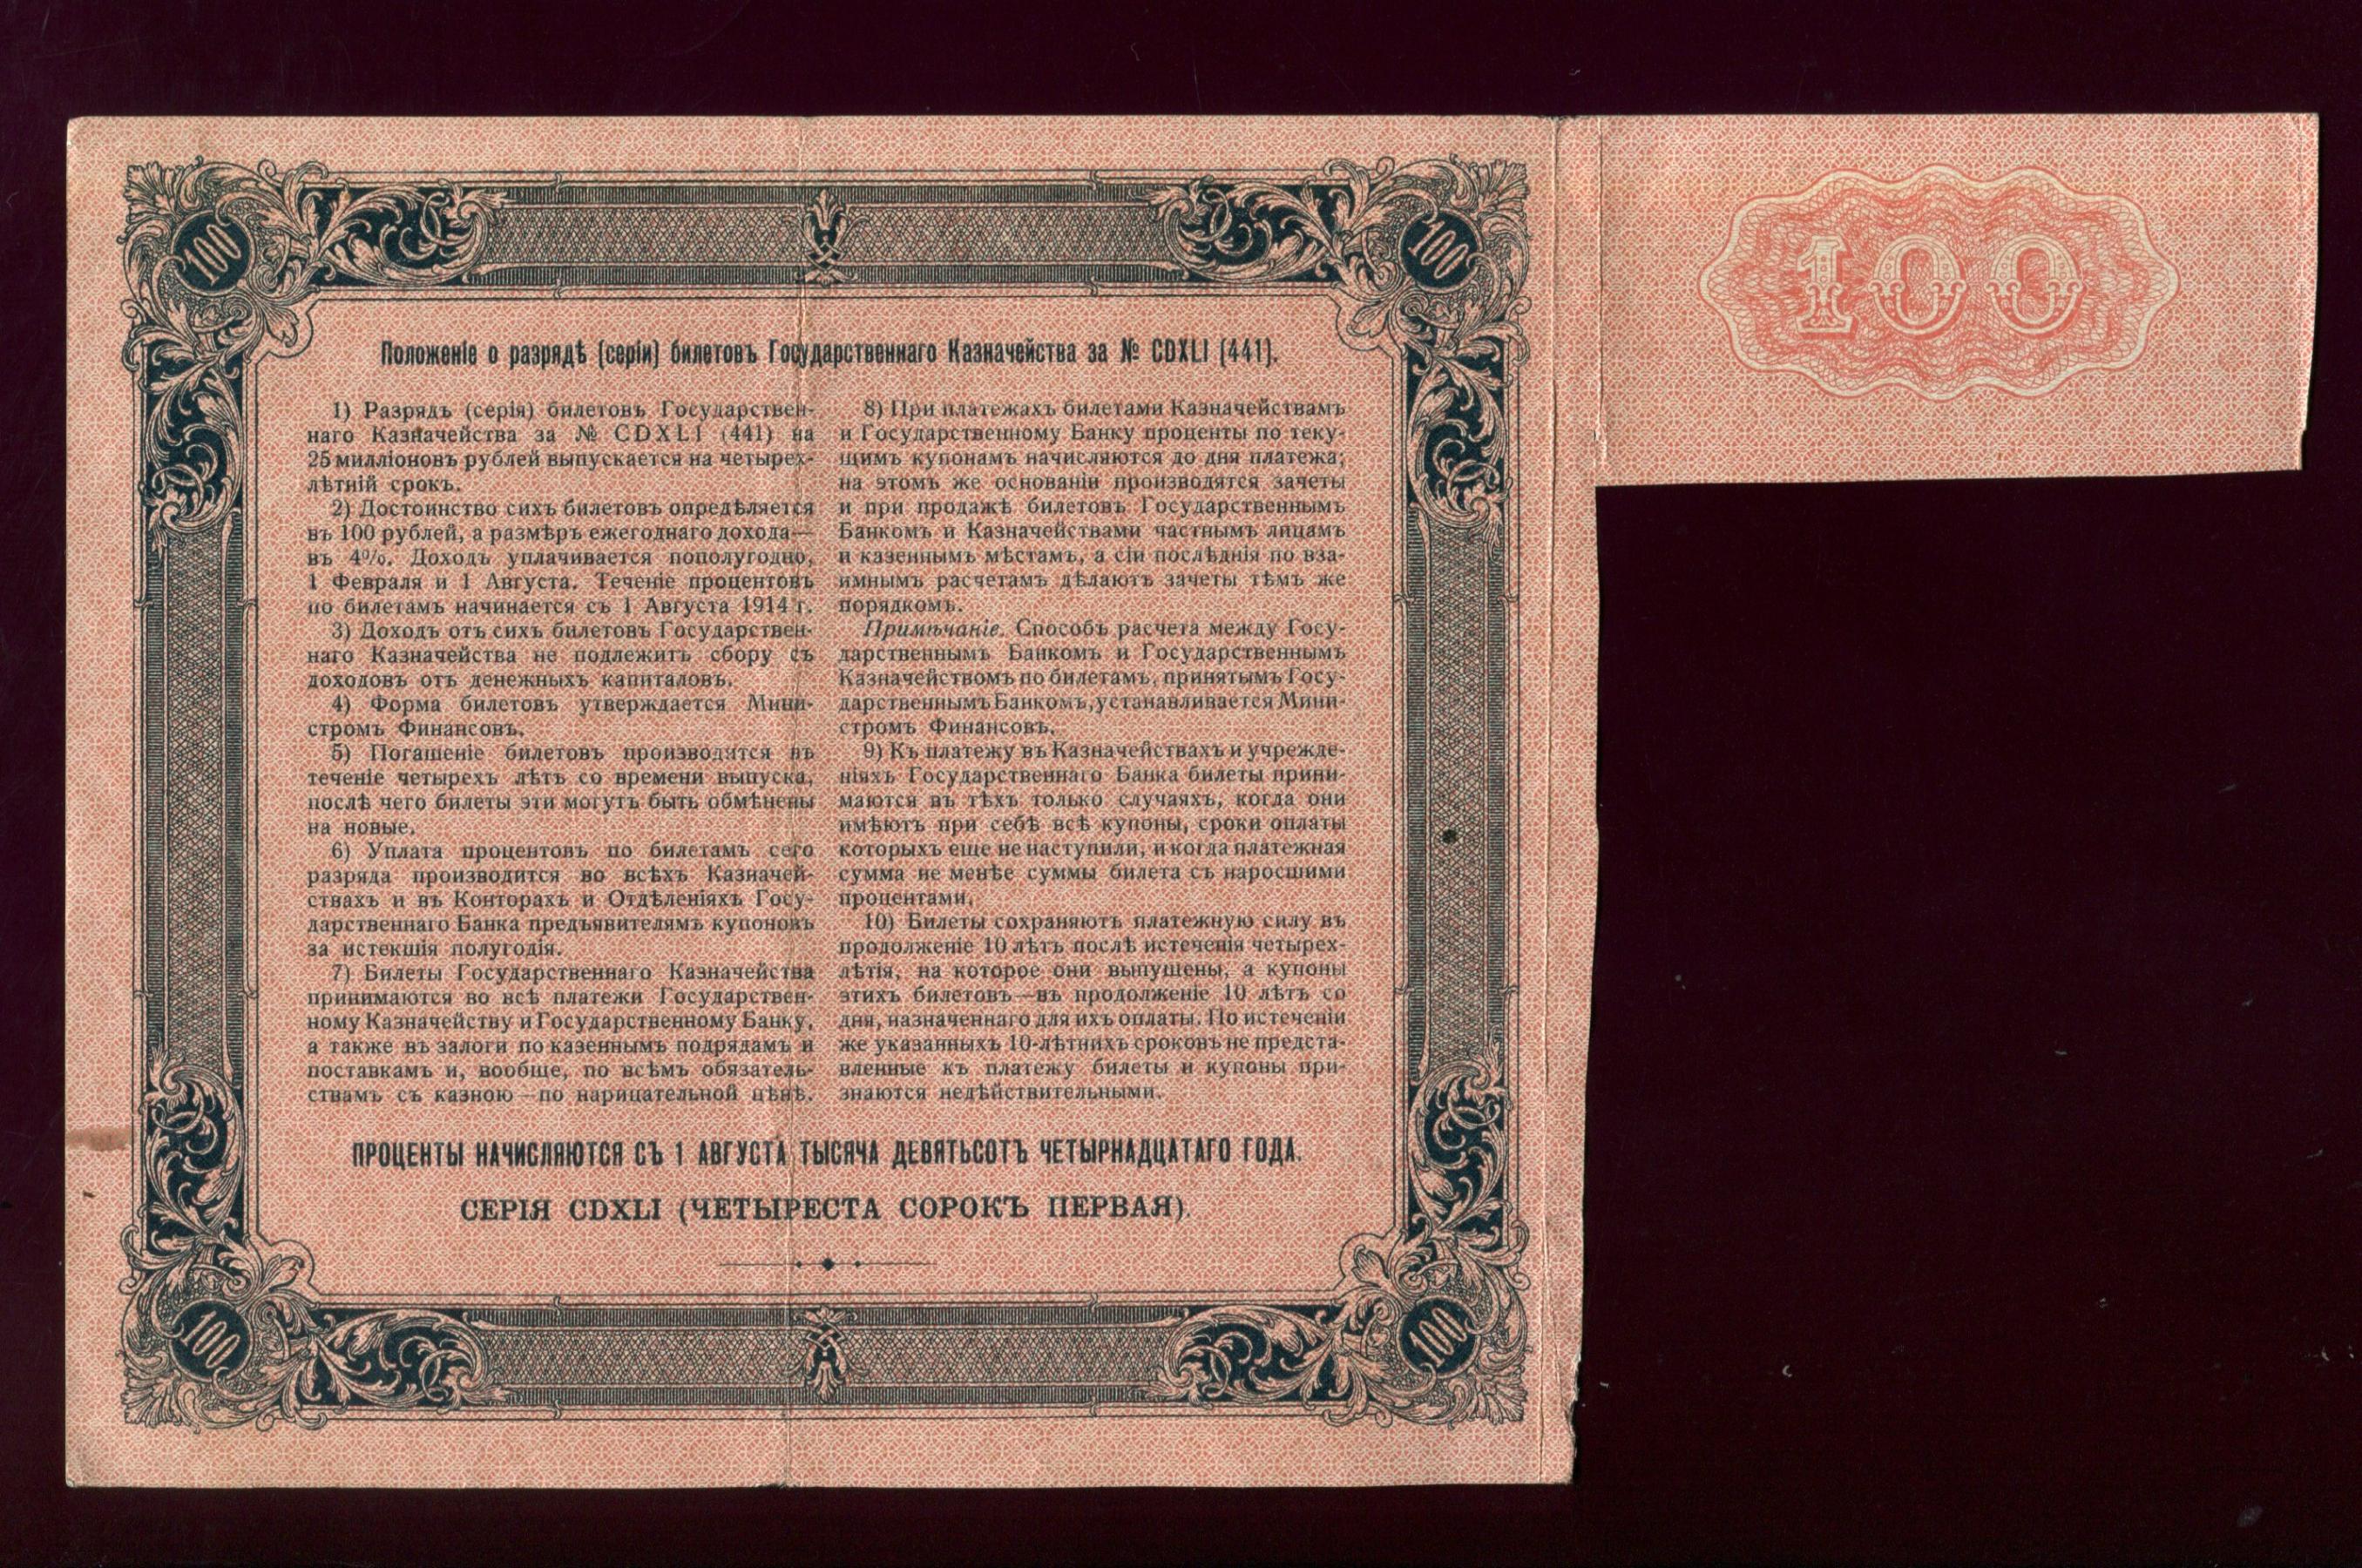 100
100
100
Положеніе о разрядѣ (серіи) билетовъ Государственнаго Казначейства за № CDXLI (441).
1) Разрядъ (серія) билетовъ Государствен-
наго Казначейства за № CDXLI (441) на
25 милліоновъ рублей выпускается на четырех-
лѣтній срокъ.
2) Достоинство сихъ билетовъ опредѣляется
въ 100 рублей, а размѣръ ежегоднаго дохода—
въ 4%. Доходъ уплачивается пополугодно,
1 Февраля и 1 Августа. Теченіе процентовъ
по билетамъ начинается съ 1 Августа 1914 г.
3) Доходъ отъ сихъ билетовъ Государствен-
наго Казначейства не подлежитъ сбору съ
доходовъ отъ денежныхъ капиталовъ.
4) Форма билетовъ утверждается Мини-
стромъ Финансовъ.
5) Погашеніе билетовъ производится въ
теченіе четырехъ лѣтъ со времени выпуска,
послѣ чего билеты эти могутъ быть обмѣнены
на новые.
6) Уплата процентовъ по билетамъ сего
разряда производится во всѣхъ Казначей-
ствахъ и въ Конторахъ и Отдѣленіяхъ Госу-
дарственнаго Банка предъявителямъ купоновъ
за истекшія полугодія.
7) Билеты Государственнаго Казначейства
принимаются во всѣ платежи Государствен-
ному Казначейству и Государственному Банку,
а также въ залоги по казеннымъ подрядамъ и
поставкамъ и, вообще, по всѣмъ обязатель-
ствамъ съ казною—по нарицательной цѣнѣ.
8) При платежахъ билетами Казначействамъ
и Государственному Банку проценты по теку-
щимъ купонамъ начисляются до дня платежа;
на этомъ же основаніи производятся зачеты
и при продажѣ билетовъ Государственнымъ
Банкомъ и Казначействами частнымъ лицамъ
и казеннымъ мѣстамъ, а сіи послѣднія по вза-
имнымъ расчетамъ дѣлаютъ зачеты тѣмъ же
порядкомъ.
Примѣчаніе. Способъ расчета между Госу-
дарственнымъ Банкомъ и Государственнымъ
Казначействомъ по билетамъ, принятымъ Госу-
дарственнымъ Банкомъ, устанавливается Мини-
стромъ Финансовъ.
9) Къ платежу въ Казначействахъ и учрежде-
ніяхъ Государственнаго Банка билеты прини-
маются въ тѣхъ только случаяхъ, когда они
имѣютъ при себѣ всѣ купоны, сроки оплаты
которыхъ еще не наступили, и когда платежная
сумма не менѣе суммы билета съ наросшими
процентами.
10) Билеты сохраняютъ платежную силу въ
продолженіе 10 лѣтъ послѣ истеченія четырех-
лѣтія, на которое они выпущены, а купоны
этихъ билетовъ—въ продолженіе 10 лѣтъ со
дня, назначеннаго для ихъ оплаты. По истеченіи
же указанныхъ 10-лѣтнихъ сроковъ не предста-
вленные къ платежу билеты и купоны при-
знаются недѣйствительными.
ПРОЦЕНТЫ НАЧИСЛЯЮТСЯ СЪ 1 АВГУСТА ТЫСЯЧА ДЕВЯТЬСОТЪ ЧЕТЫРНАДЦАТАГО ГОДА.
СЕРІЯ CDXLI (ЧЕТЫРЕСТА СОРОКЪ ПЕРВАЯ).
100
100